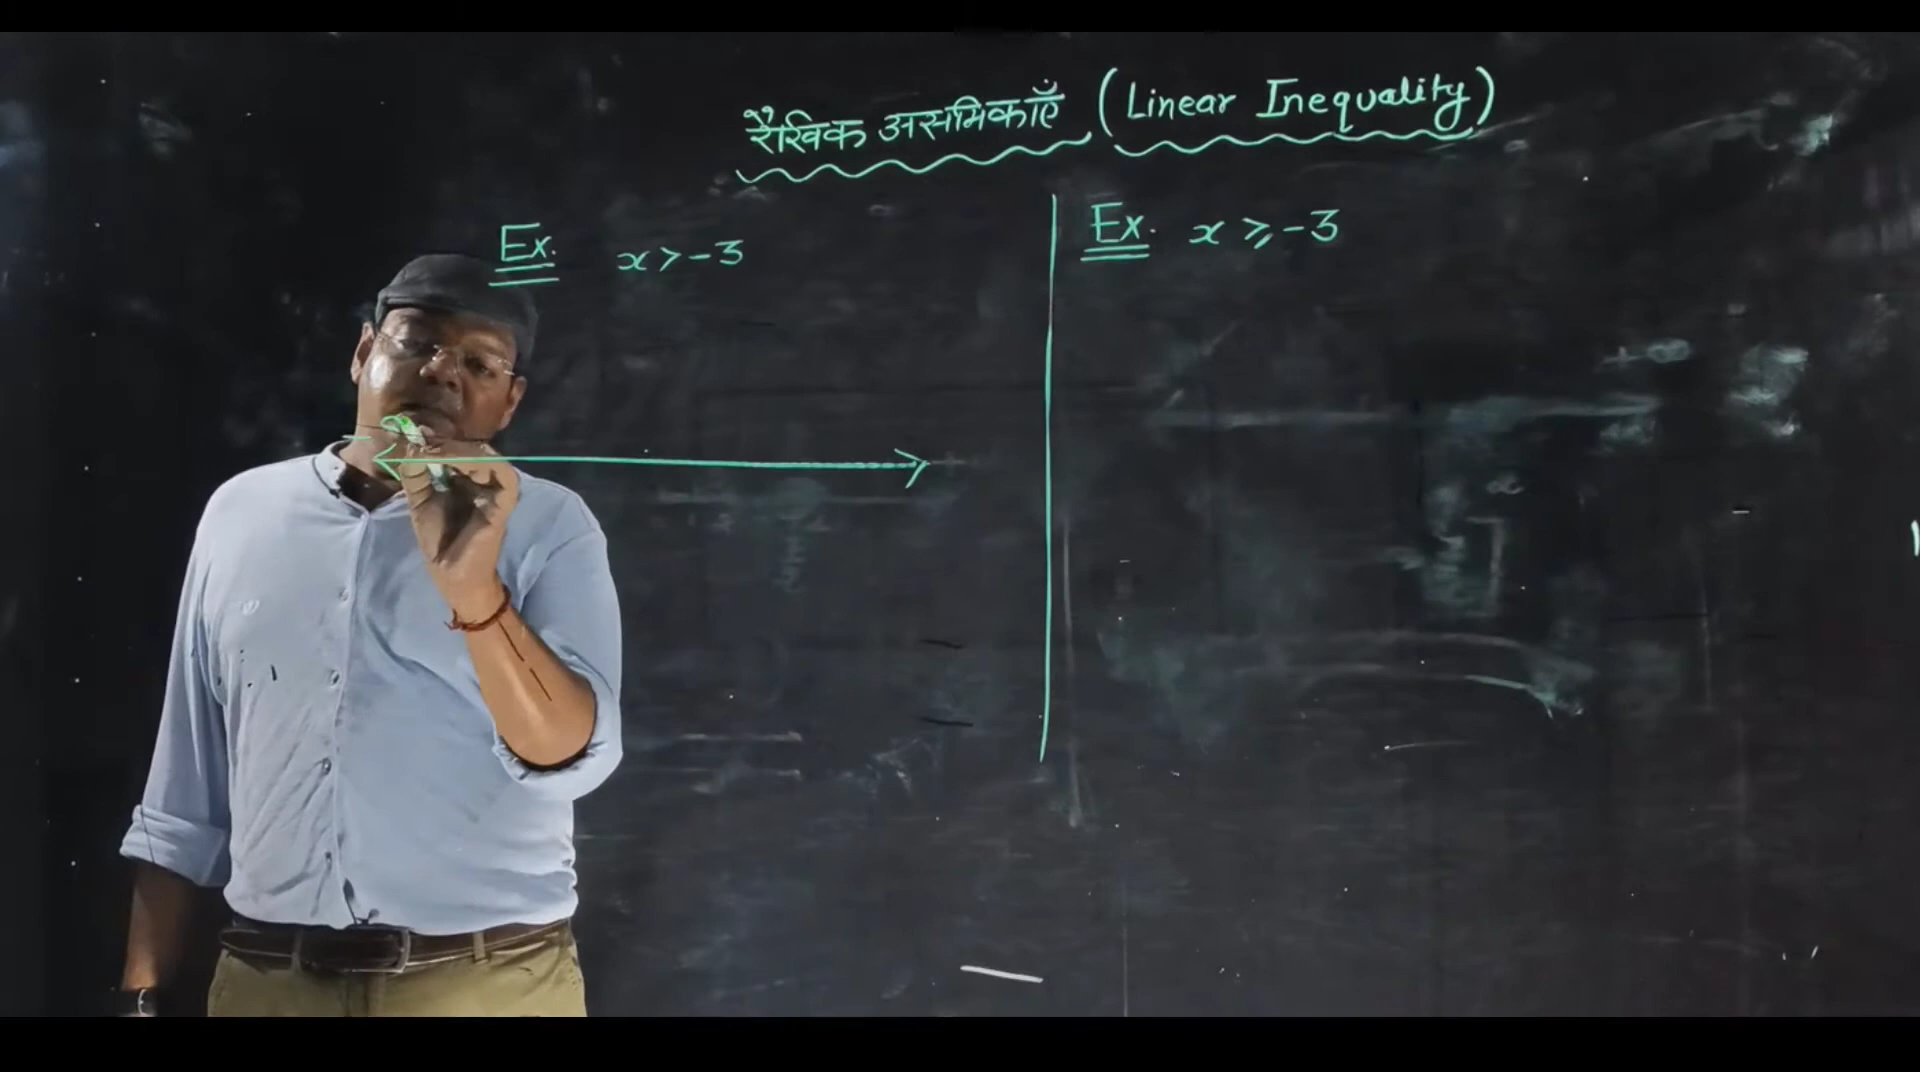 रैखिक असमिकाएँ (Linear Inequality)
Ex. x > -3
Ex. x ≥ -3
+ ∞